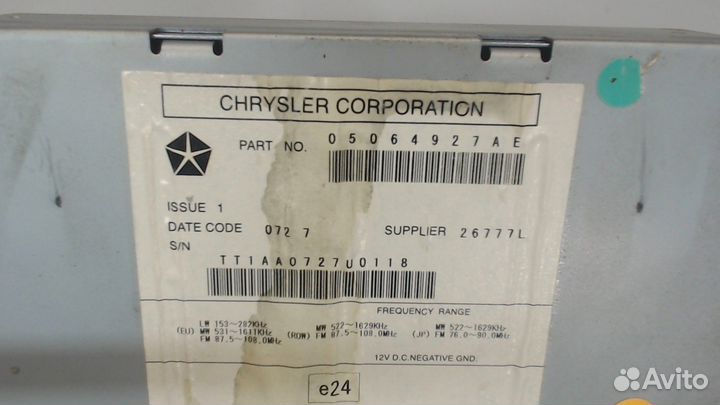 CHRYSLER CORPORATION
PART NO. 05064927AE
ISSUE 1
DATE CODE 072 7 SUPPLIER 26777L
S/N
TT1AA0727U0118
FREQUENCY RANGE
LW 153~282KHz
(EU) MW 531~1611KHz (ROW) MW 522~1629KHz (JP) MW 522~1629KHz
FM 87.5~108.0MHz FM 87.5~108.0MHz FM 76.0~90.0MHz
12V D.C.NEGATIVE GND.
e24
Avito